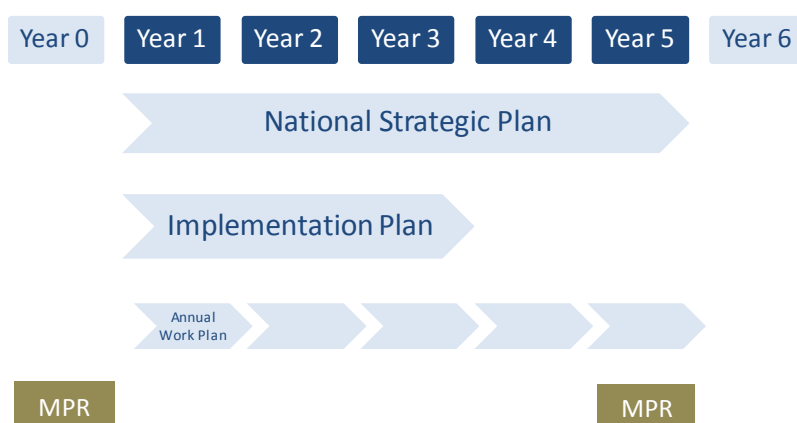 Year 0 Year 1 Year 2 Year 3 Year 4 Year 5 Year 6
National Strategic Plan
Implementation Plan
Annual
Work Plan
MPR MPR